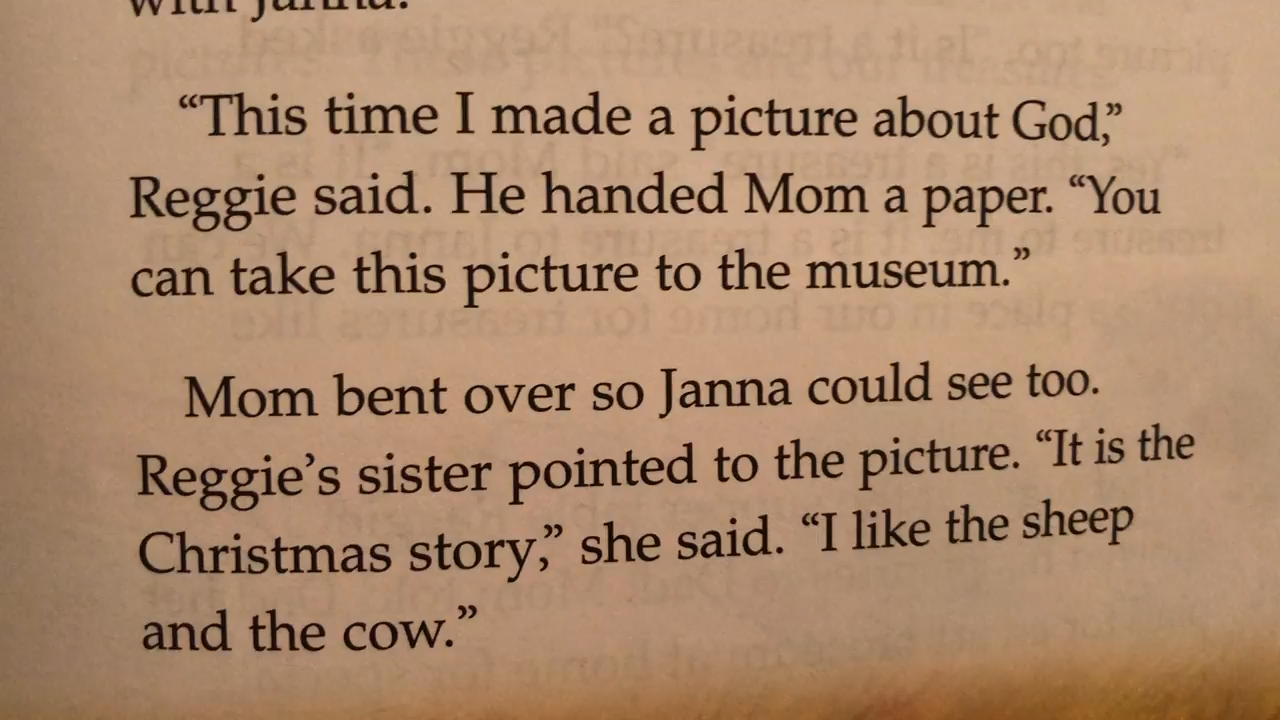 with Janna.
“This time I made a picture about God,”
Reggie said. He handed Mom a paper. “You
can take this picture to the museum.”
Mom bent over so Janna could see too.
Reggie’s sister pointed to the picture. “It is the
Christmas story,” she said. “I like the sheep
and the cow.”